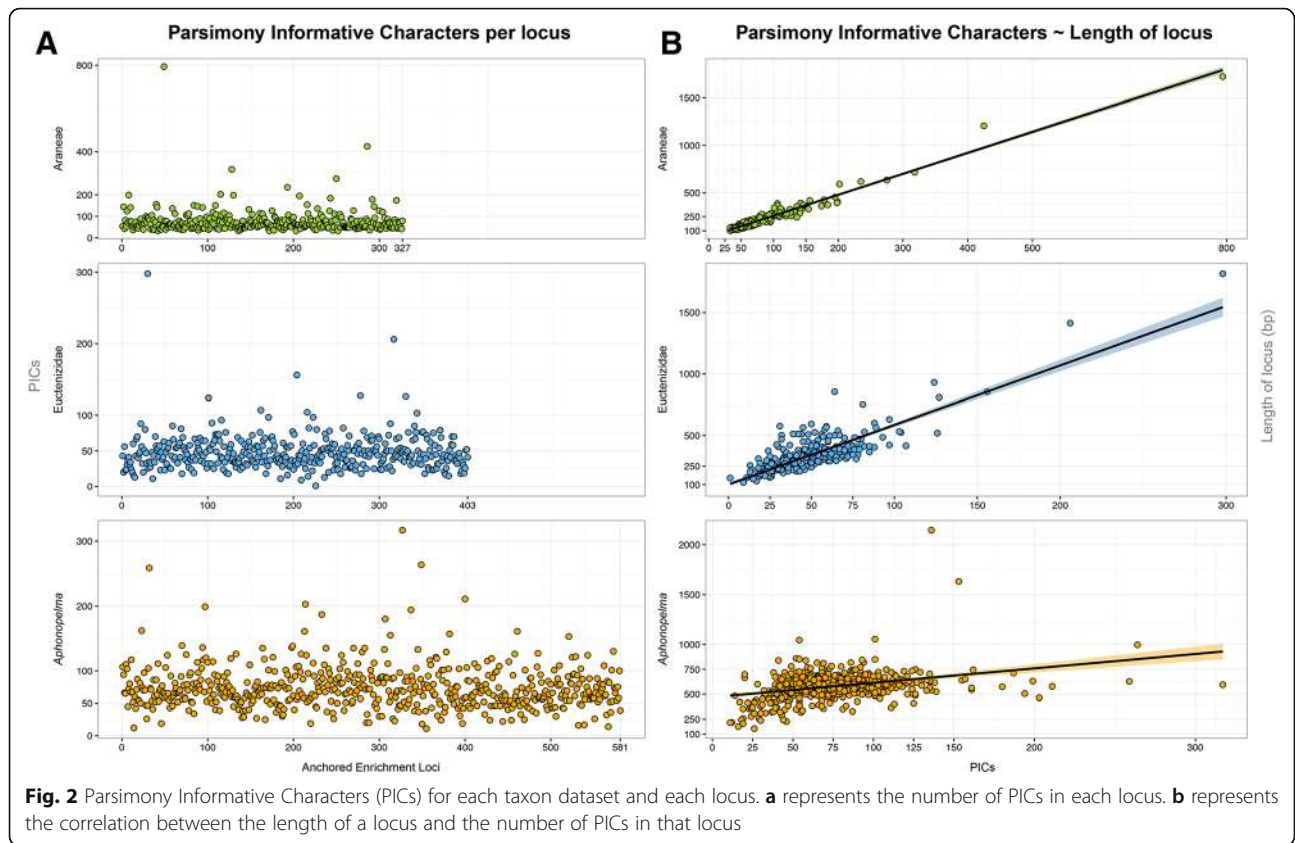 A
Parsimony Informative Characters per locus
B
Parsimony Informative Characters ~ Length of locus
PICs
Araneae
800
400
200
100
0
0 100 200 300 327
Euctenizidae
300
200
100
50
0
0 100 200 300 403
Aphonopelma
300
200
100
50
0
0 100 200 300 400 500 581
Anchored Enrichment Loci
Araneae
1500
1000
500
250
100
0 25 50 100 150 200 300 400 500 800
Euctenizidae
1500
1000
500
250
100
0 25 50 75 100 200 300
Aphonopelma
2000
1500
1000
750
500
250
100
0 25 50 75 100 125 150 200 300
PICs
Length of locus (bp)
Fig. 2 Parsimony Informative Characters (PICs) for each taxon dataset and each locus. a represents the number of PICs in each locus. b represents
the correlation between the length of a locus and the number of PICs in that locus